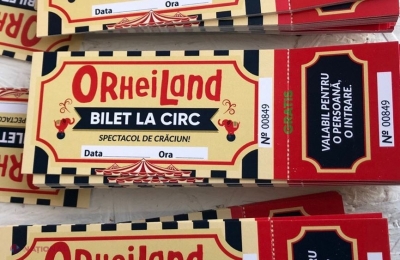 Data Ora
ORheiLand
BILET LA CIRC
SPECTACOL DE CRĂCIUN!
Data Ora
Nº 00849
GRATIS
VALABIL PENTRU
O PERSOANĂ,
O INTRARE.
Nº 00849
ORheiLand